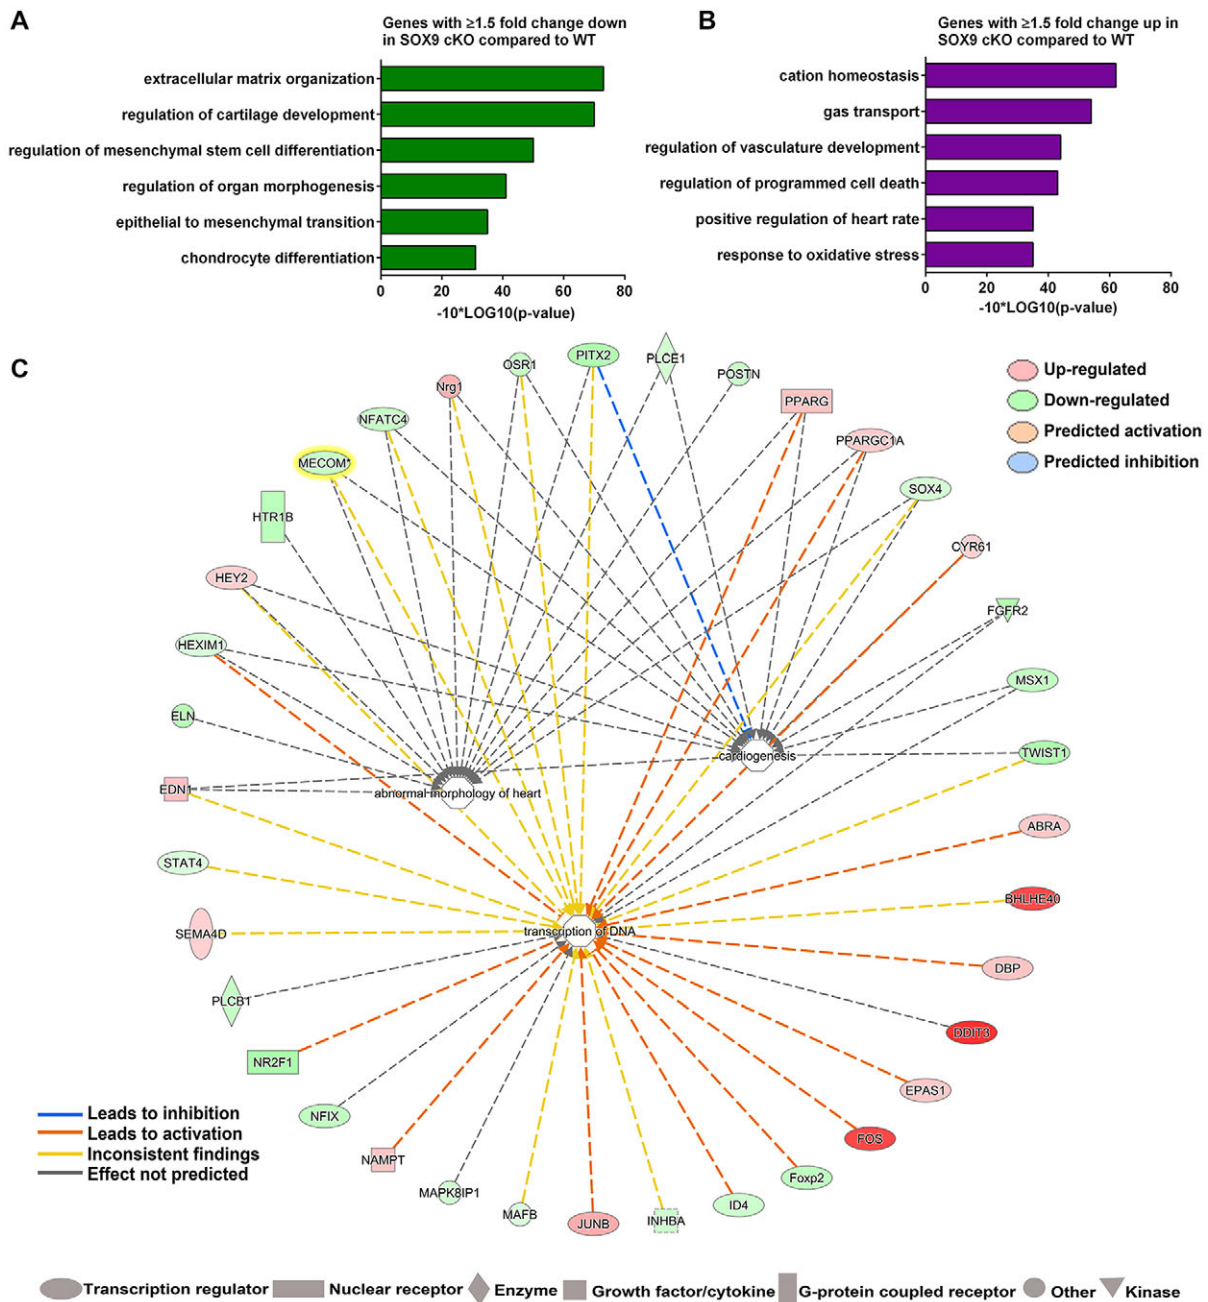 A
Genes with ≥1.5 fold change down
in SOX9 cKO compared to WT
extracellular matrix organization
regulation of cartilage development
regulation of mesenchymal stem cell differentiation
regulation of organ morphogenesis
epithelial to mesenchymal transition
chondrocyte differentiation
0 20 40 60 80
-10*LOG10(p-value)
B
Genes with ≥1.5 fold change up in
SOX9 cKO compared to WT
cation homeostasis
gas transport
regulation of vasculature development
regulation of programmed cell death
positive regulation of heart rate
response to oxidative stress
0 20 40 60 80
-10*LOG10(p-value)
C
Up-regulated
Down-regulated
Predicted activation
Predicted inhibition
PITX2
PLCE1
OSR1
POSTN
Nrg1
PPARG
NFATC4
PPARGC1A
MECOM*
SOX4
HTR1B
CYR61
HEY2
FGFR2
HEXIM1
MSX1
ELN
TWIST1
cardiogenesis
EDN1
abnormal morphology of heart
ABRA
STAT4
BHLHE40
SEMA4D
transcription of DNA
DBP
PLCB1
DDIT3
NR2F1
EPAS1
NFIX
FOS
NAMPT
Foxp2
MAPK8IP1
ID4
MAFB
JUNB
INHBA
Leads to inhibition
Leads to activation
Inconsistent findings
Effect not predicted
Transcription regulator
Nuclear receptor
Enzyme
Growth factor/cytokine
G-protein coupled receptor
Other
Kinase